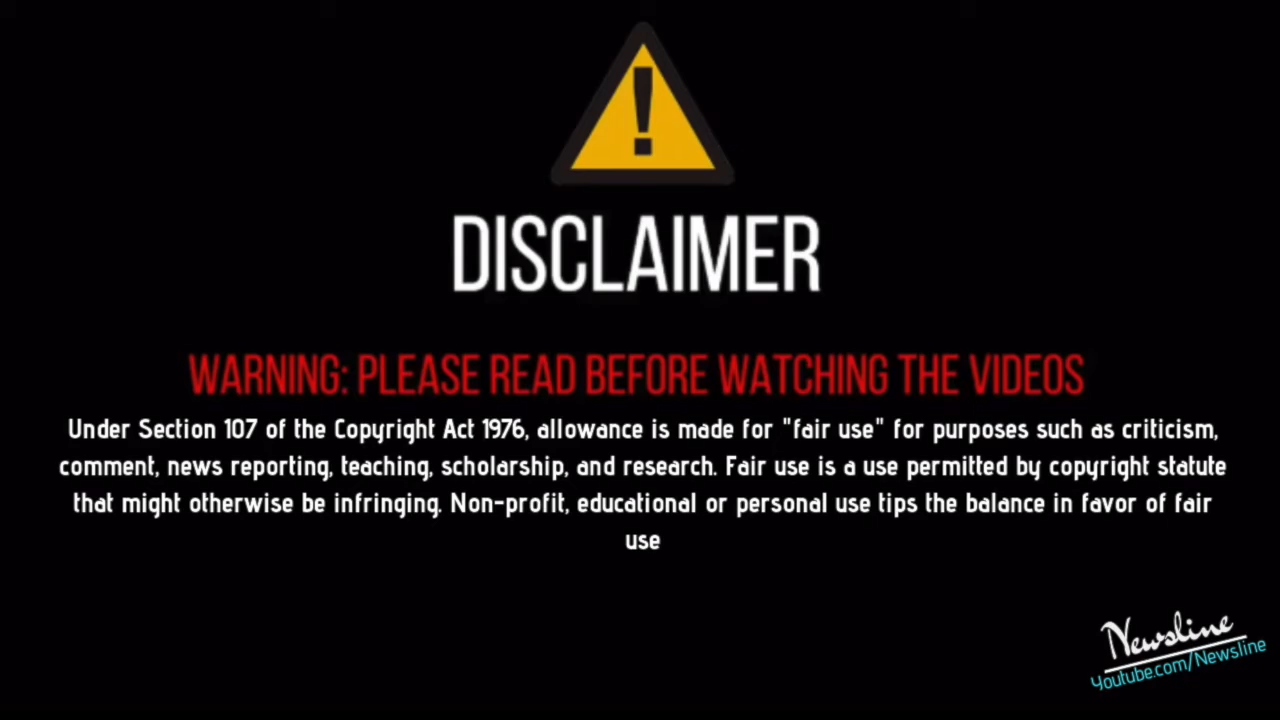 DISCLAIMER
WARNING: PLEASE READ BEFORE WATCHING THE VIDEOS
Under Section 107 of the Copyright Act 1976, allowance is made for "fair use" for purposes such as criticism,
comment, news reporting, teaching, scholarship, and research. Fair use is a use permitted by copyright statute
that might otherwise be infringing. Non-profit, educational or personal use tips the balance in favor of fair
use
Newsline
Youtube.com/Newsline